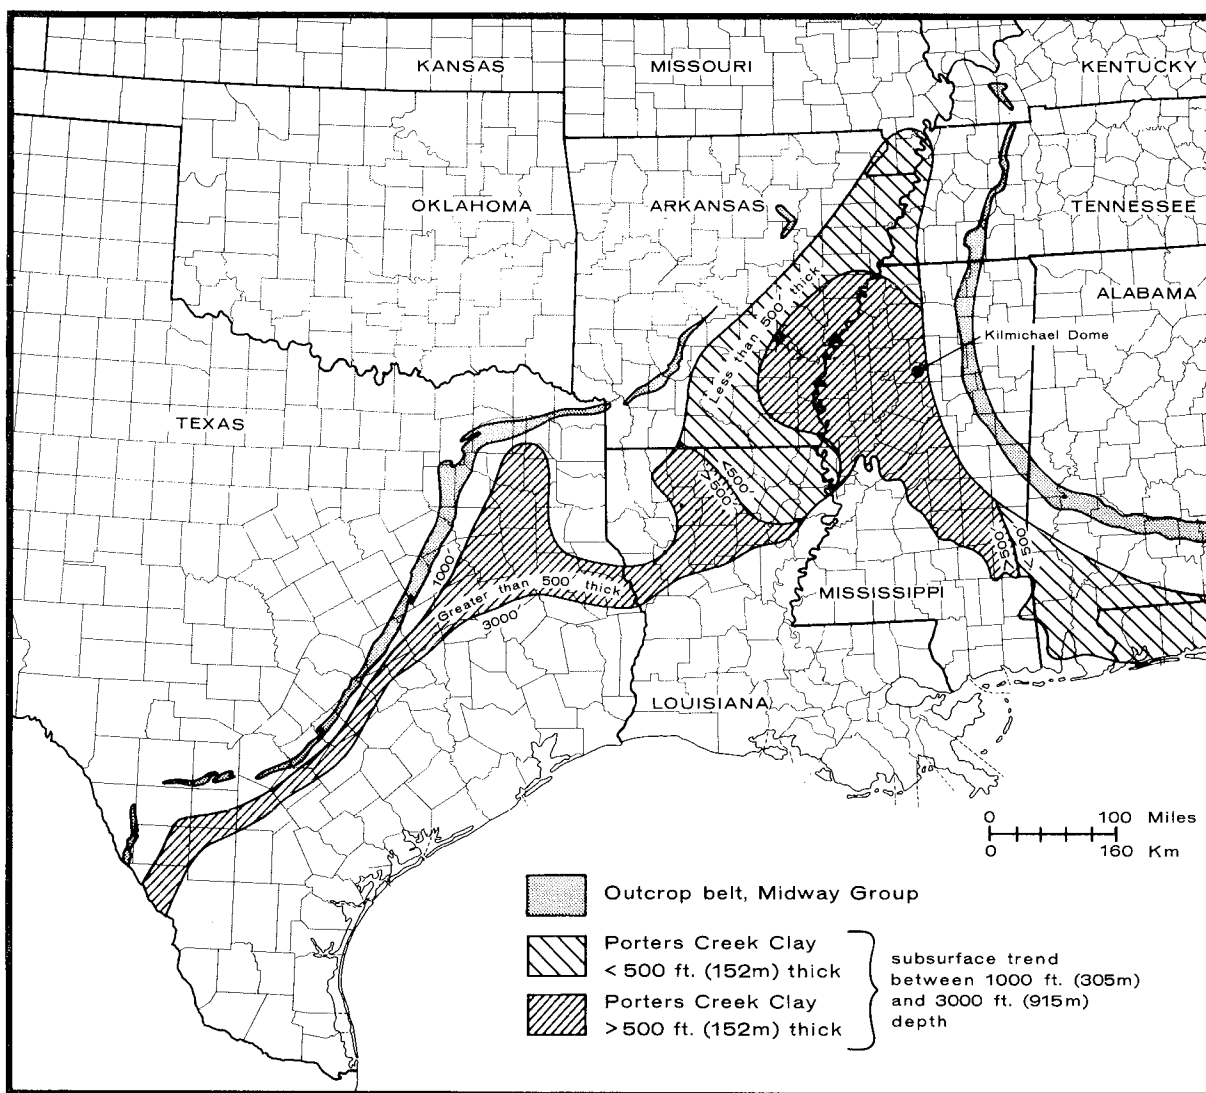 KANSAS
MISSOURI
KENTUCKY
OKLAHOMA
ARKANSAS
TENNESSEE
ALABAMA
Less than 500' thick
Kilmichael Dome
TEXAS
<500'
>500'
1000'
Greater than 500' thick
3000'
>500'
<500'
MISSISSIPPI
LOUISIANA
0 100 Miles
0 160 Km
Outcrop belt, Midway Group
Porters Creek Clay
< 500 ft. (152m) thick
Porters Creek Clay
> 500 ft. (152m) thick
subsurface trend
between 1000 ft. (305m)
and 3000 ft. (915m)
depth